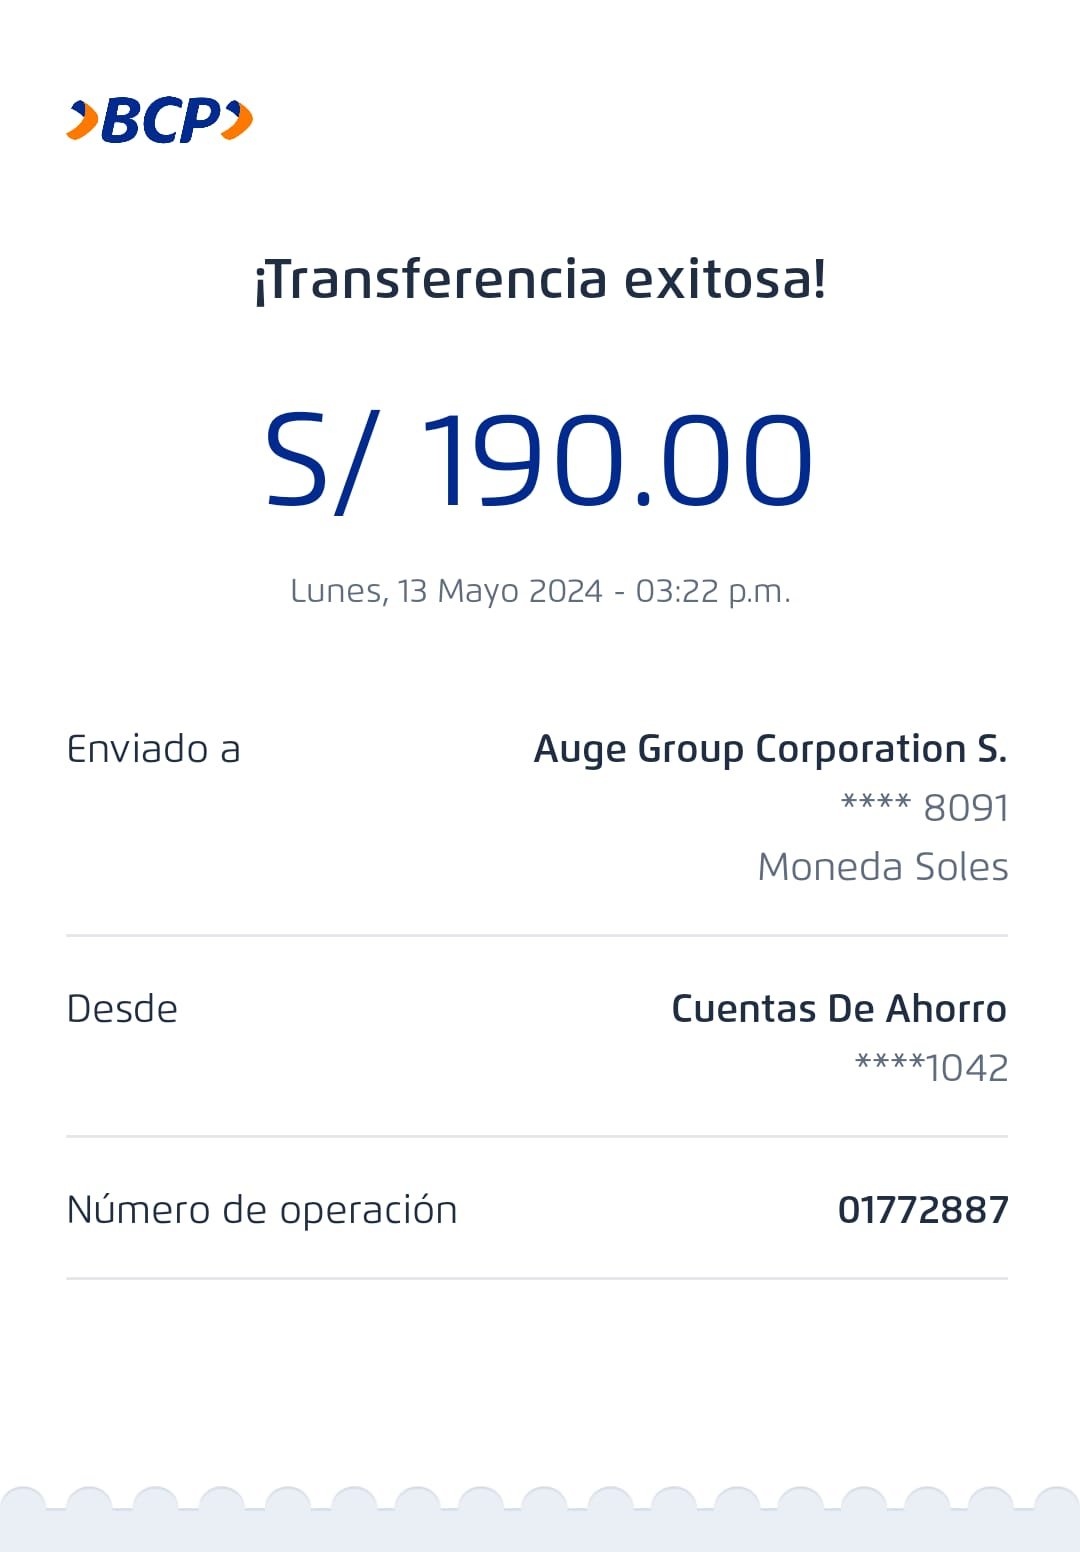 BCP
¡Transferencia exitosa!
S/ 190.00
Lunes, 13 Mayo 2024 - 03:22 p.m.
Enviado a Auge Group Corporation S.
**** 8091
Moneda Soles
Desde Cuentas De Ahorro
****1042
Número de operación 01772887